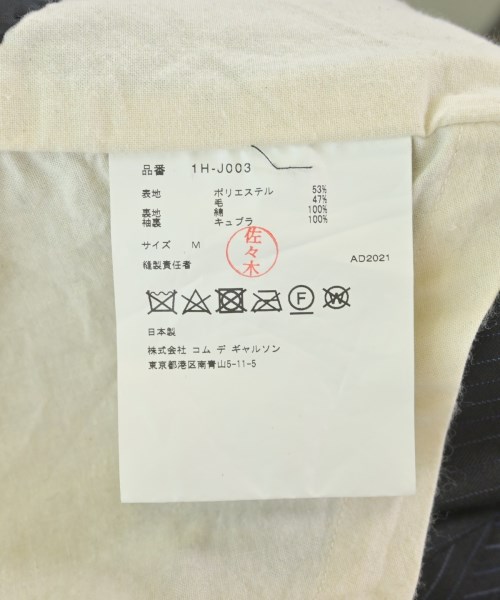 品番 1H-J003
表地 ポリエステル 53%
毛 47%
裏地 綿 100%
袖裏 キュプラ 100%
サイズ M
佐々木
縫製責任者 AD2021
F W
日本製
株式会社 コム デ ギャルソン
東京都港区南青山5-11-5